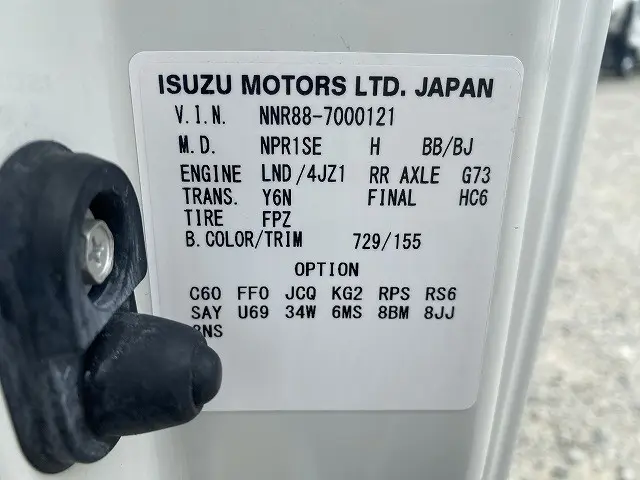 ISUZU MOTORS LTD. JAPAN
V.I.N. NNR88-7000121
M.D. NPR1SE H BB/BJ
ENGINE LND/4JZ1 RR AXLE G73
TRANS. Y6N FINAL HC6
TIRE FPZ
B.COLOR/TRIM 729/155
OPTION
C60 FF0 JCQ KG2 RPS RS6
SAY U69 34W 6MS 8BM 8JJ